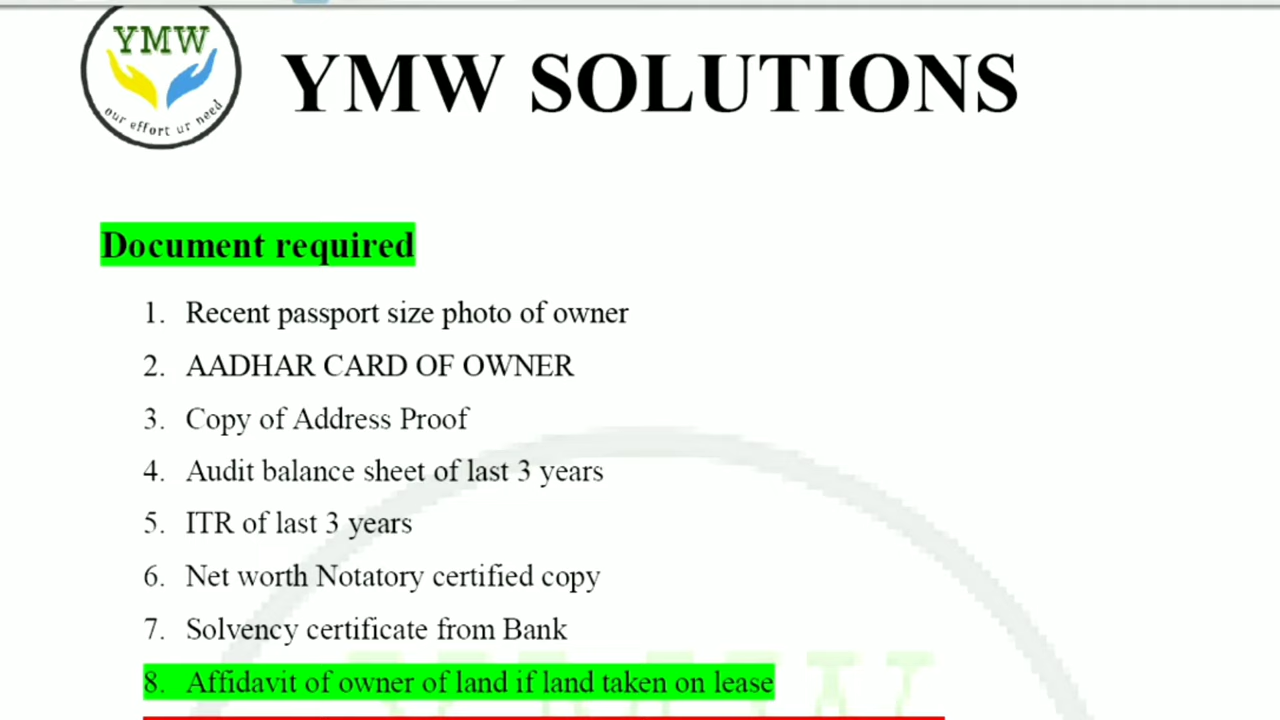 YMW
our effort ur need
YMW SOLUTIONS
Document required
1. Recent passport size photo of owner
2. AADHAR CARD OF OWNER
3. Copy of Address Proof
4. Audit balance sheet of last 3 years
5. ITR of last 3 years
6. Net worth Notatory certified copy
7. Solvency certificate from Bank
8. Affidavit of owner of land if land taken on lease